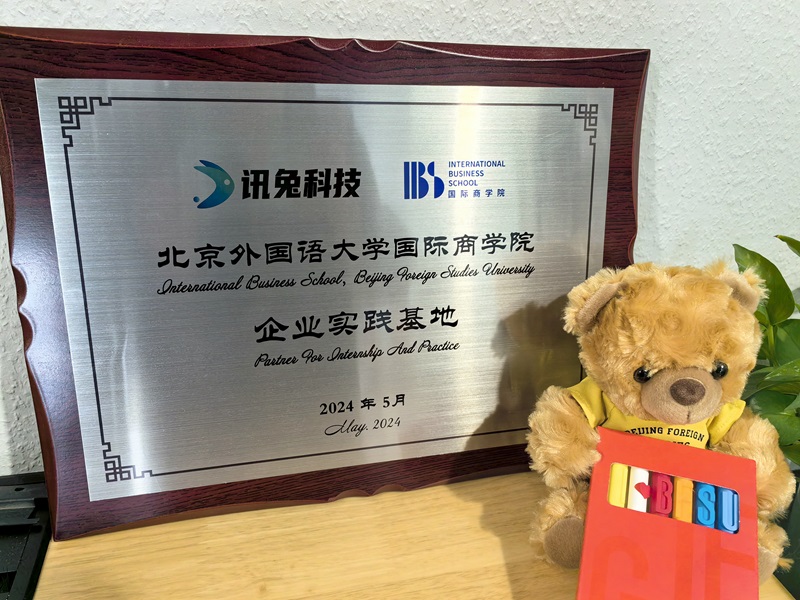 讯兔科技
IBS
INTERNATIONAL
BUSINESS
SCHOOL
国际商学院
北京外国语大学国际商学院
International Business School, Beijing Foreign Studies University
企业实践基地
Partner For Internship And Practice
2024 年 5月
May. 2024
BEIJING FOREIGN
BFSU